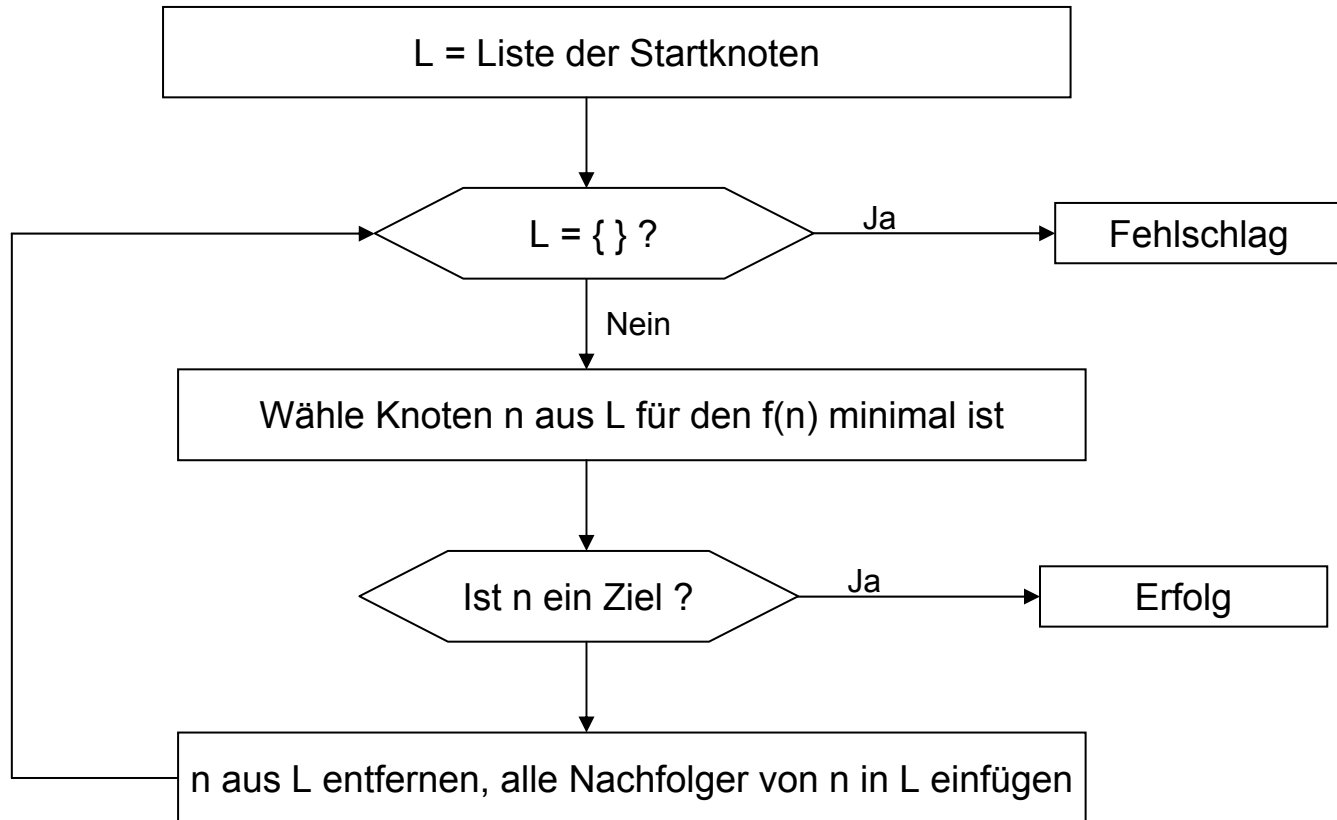 L = Liste der Startknoten
L = { } ?
Ja
Fehlschlag
Nein
Wähle Knoten n aus L für den f(n) minimal ist
Ist n ein Ziel ?
Ja
Erfolg
n aus L entfernen, alle Nachfolger von n in L einfügen